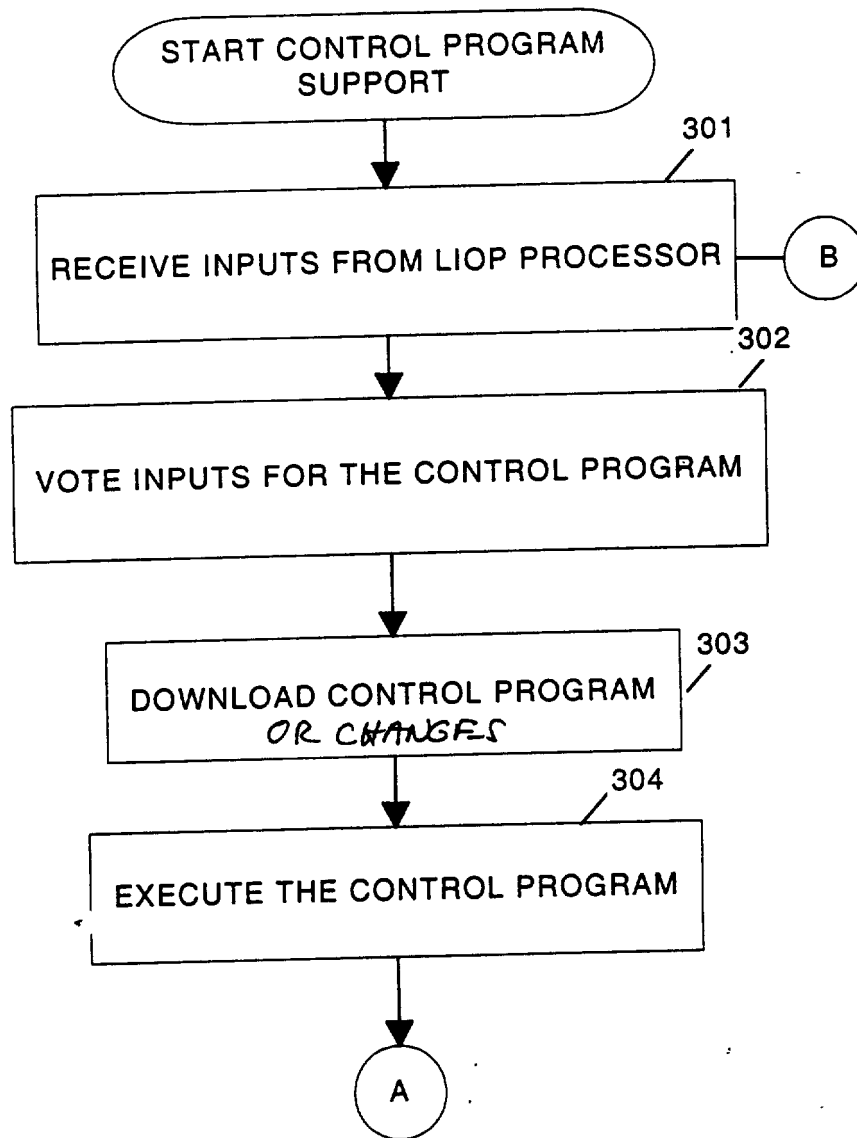 START CONTROL PROGRAM
SUPPORT
301
RECEIVE INPUTS FROM LIOP PROCESSOR
B
302
VOTE INPUTS FOR THE CONTROL PROGRAM
303
DOWNLOAD CONTROL PROGRAM
OR CHANGES
304
EXECUTE THE CONTROL PROGRAM
A